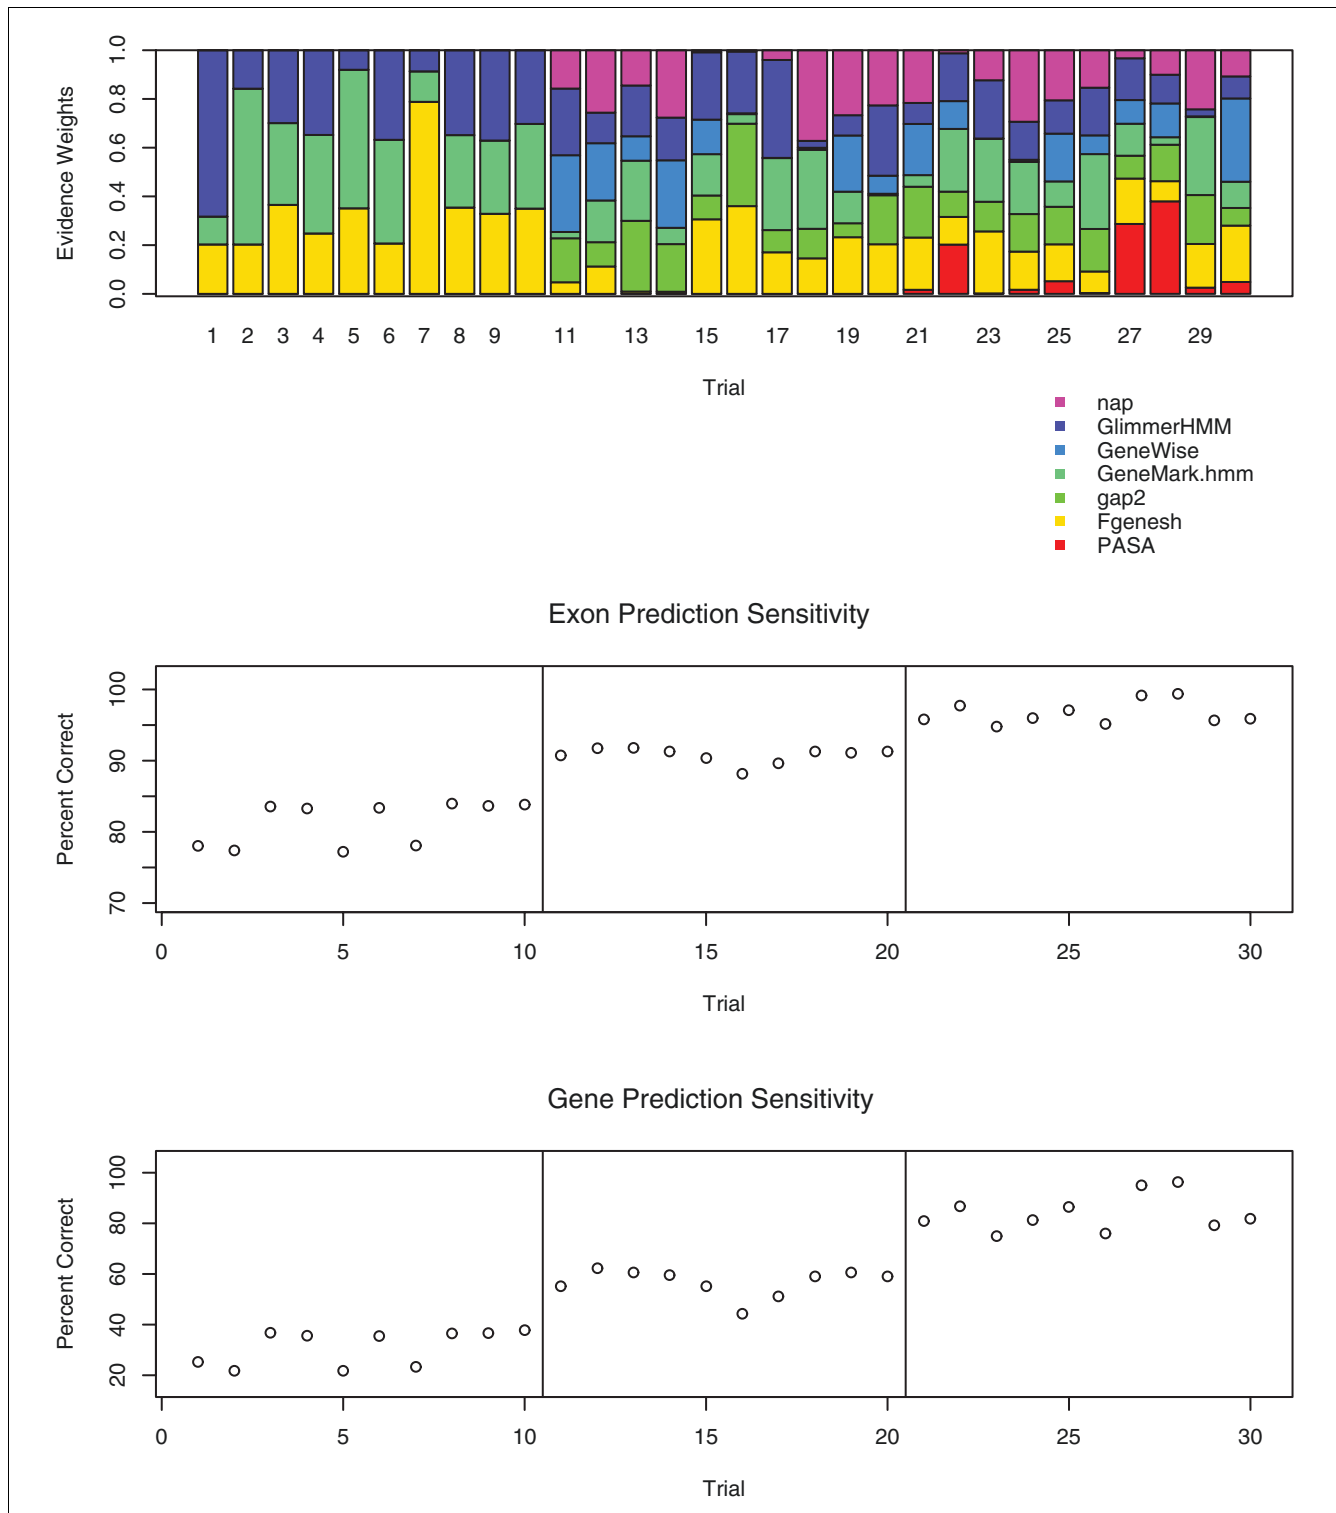 Evidence Weights
1.0
0.8
0.6
0.4
0.2
0.0
1 2 3 4 5 6 7 8 9 11 13 15 17 19 21 23 25 27 29
Trial
nap
GlimmerHMM
GeneWise
GeneMark.hmm
gap2
Fgenesh
PASA
Exon Prediction Sensitivity
Percent Correct
100
90
80
70
0 5 10 15 20 25 30
Trial
Gene Prediction Sensitivity
Percent Correct
100
80
60
40
20
0 5 10 15 20 25 30
Trial